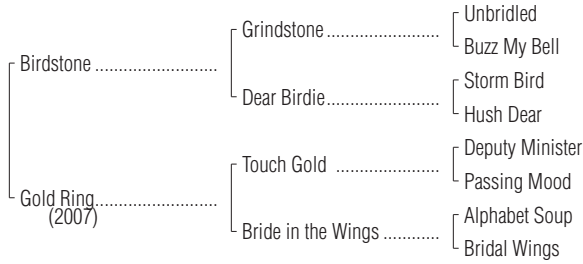 Unbridled
Grindstone
Buzz My Bell
Birdstone
Storm Bird
Dear Birdie
Hush Dear
Deputy Minister
Touch Gold
Passing Mood
Gold Ring
(2007)
Alphabet Soup
Bride in the Wings
Bridal Wings